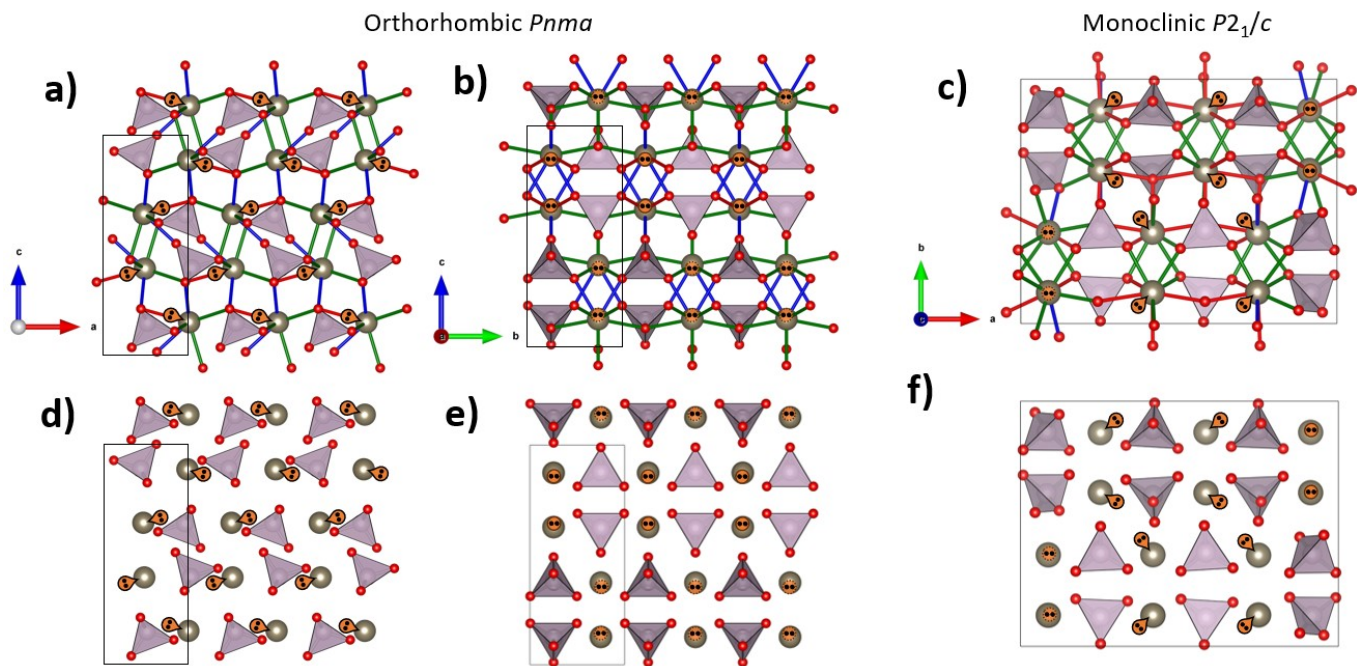 Orthorhombic Pnma
Monoclinic P2₁/c
a)
b)
c)
c
a
c
b
a
b
a
d)
e)
f)